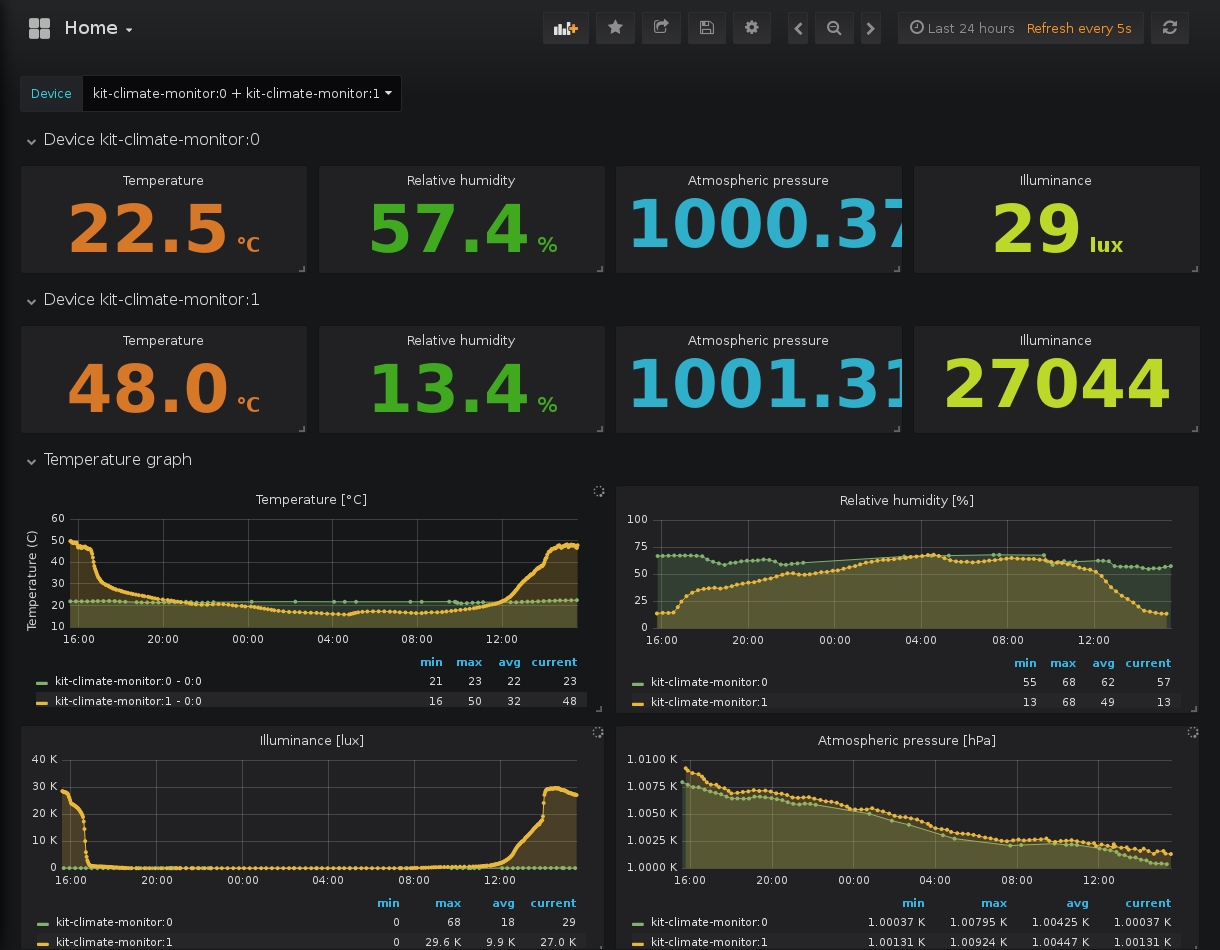 Home
Last 24 hours Refresh every 5s
Device kit-climate-monitor:0 + kit-climate-monitor:1
Device kit-climate-monitor:0
Temperature Relative humidity Atmospheric pressure Illuminance
22.5 °C 57.4 % 1000.37 29 lux
Device kit-climate-monitor:1
Temperature Relative humidity Atmospheric pressure Illuminance
48.0 °C 13.4 % 1001.31 27044
Temperature graph
Temperature [°C]
Temperature (C)
60
50
40
30
20
10
16:00 20:00 00:00 04:00 08:00 12:00
min max avg current
kit-climate-monitor:0 - 0:0 21 23 22 23
kit-climate-monitor:1 - 0:0 16 50 32 48
Relative humidity [%]
100
75
50
25
0
16:00 20:00 00:00 04:00 08:00 12:00
min max avg current
kit-climate-monitor:0 55 68 62 57
kit-climate-monitor:1 13 68 49 13
Illuminance [lux]
40 K
30 K
20 K
10 K
0
16:00 20:00 00:00 04:00 08:00 12:00
min max avg current
kit-climate-monitor:0 0 68 18 29
kit-climate-monitor:1 0 29.6 K 9.9 K 27.0 K
Atmospheric pressure [hPa]
1.0100 K
1.0075 K
1.0050 K
1.0025 K
1.0000 K
16:00 20:00 00:00 04:00 08:00 12:00
min max avg current
kit-climate-monitor:0 1.00037 K 1.00795 K 1.00425 K 1.00037 K
kit-climate-monitor:1 1.00131 K 1.00924 K 1.00447 K 1.00131 K